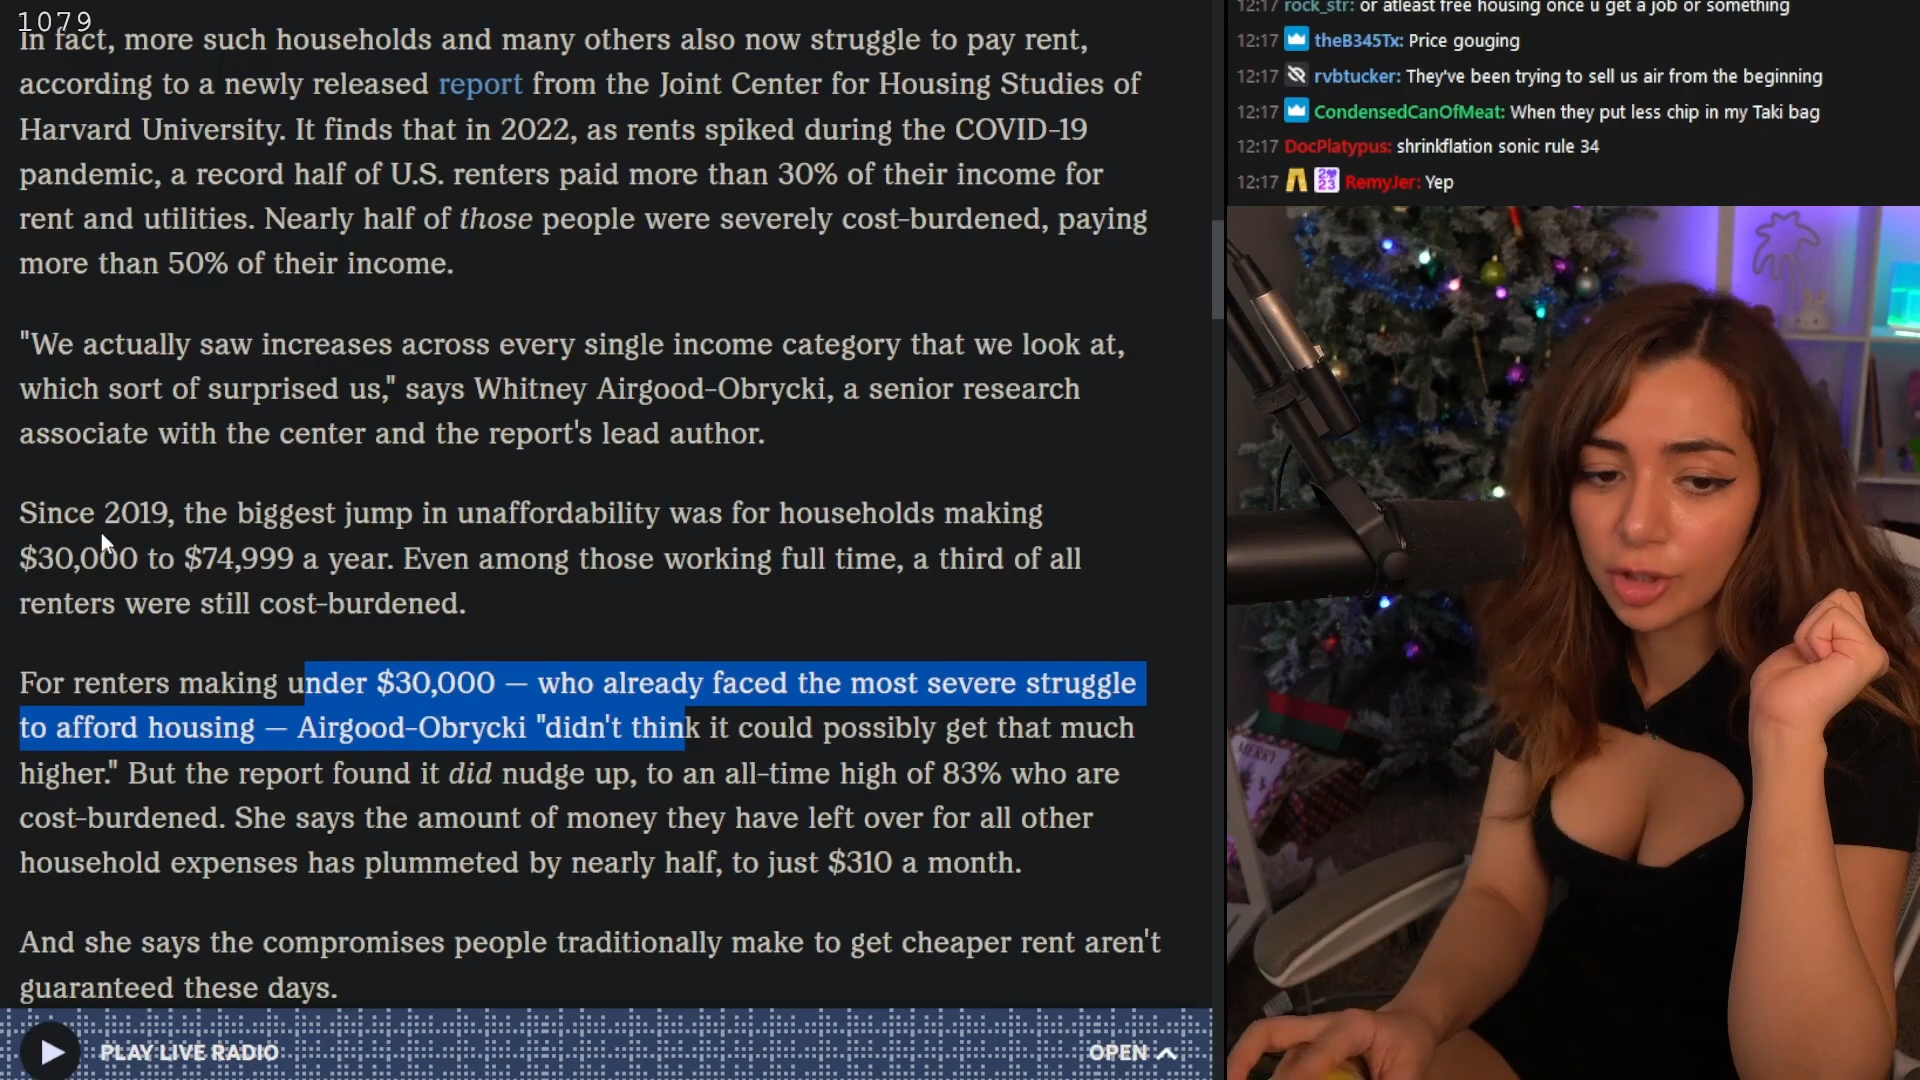 1079
In fact, more such households and many others also now struggle to pay rent,
according to a newly released report from the Joint Center for Housing Studies of
Harvard University. It finds that in 2022, as rents spiked during the COVID-19
pandemic, a record half of U.S. renters paid more than 30% of their income for
rent and utilities. Nearly half of those people were severely cost-burdened, paying
more than 50% of their income.
"We actually saw increases across every single income category that we look at,
which sort of surprised us," says Whitney Airgood-Obrycki, a senior research
associate with the center and the report's lead author.
Since 2019, the biggest jump in unaffordability was for households making
$30,000 to $74,999 a year. Even among those working full time, a third of all
renters were still cost-burdened.
For renters making under $30,000 — who already faced the most severe struggle
to afford housing — Airgood-Obrycki "didn't think it could possibly get that much
higher." But the report found it did nudge up, to an all-time high of 83% who are
cost-burdened. She says the amount of money they have left over for all other
household expenses has plummeted by nearly half, to just $310 a month.
And she says the compromises people traditionally make to get cheaper rent aren't
guaranteed these days.
PLAY LIVE RADIO
OPEN
12:17 rock_str: or atleast free housing once u get a job or something
12:17 theB345Tx: Price gouging
12:17 rvbtucker: They've been trying to sell us air from the beginning
12:17 CondensedCanOfMeat: When they put less chip in my Taki bag
12:17 DocPlatypus: shrinkflation sonic rule 34
12:17 RemyJer: Yep
MERRY